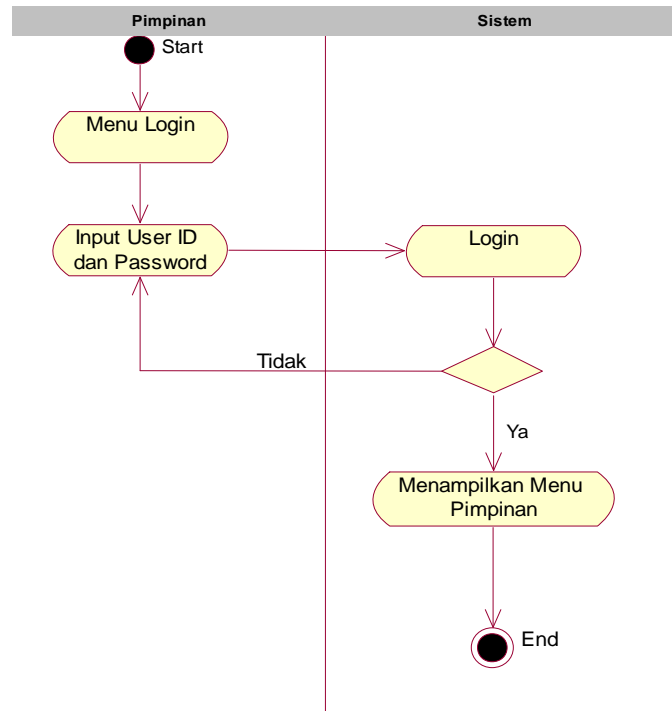 Pimpinan
Sistem
Start
Menu Login
Input User ID
dan Password
Login
Tidak
Ya
Menampilkan Menu
Pimpinan
End